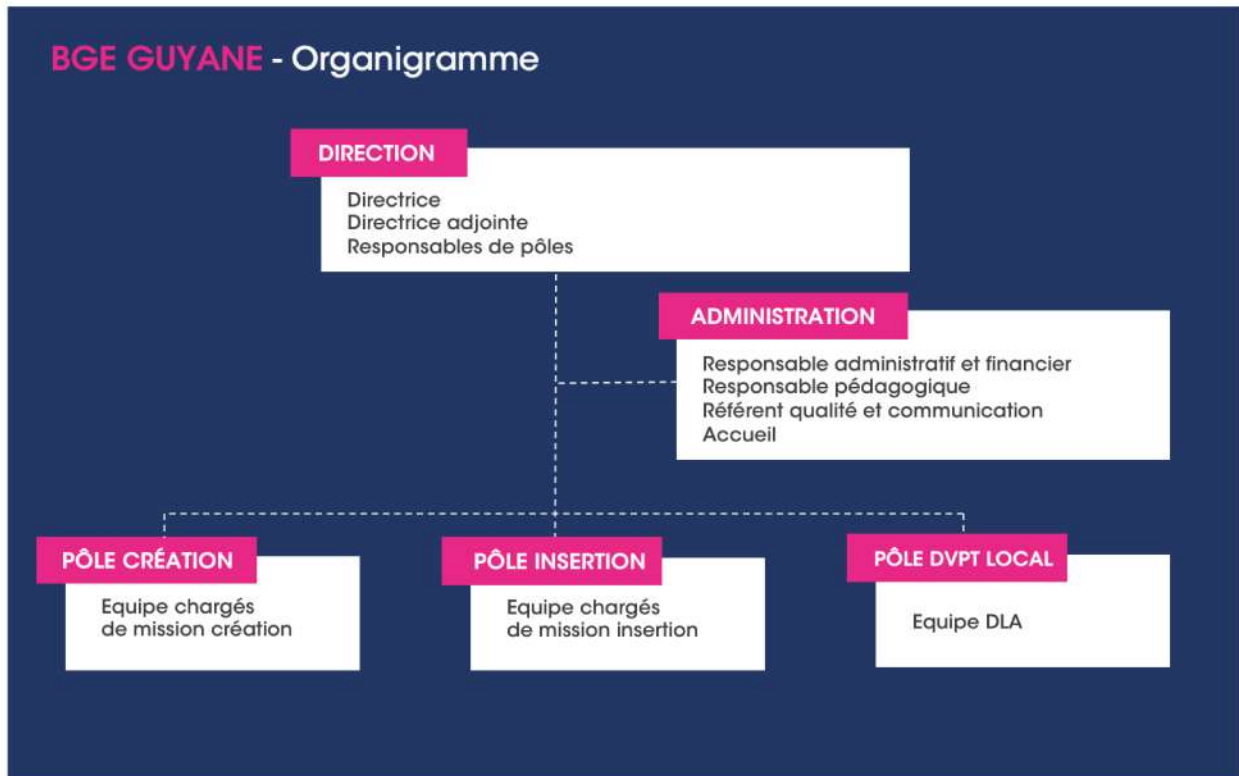 BGE GUYANE - Organigramme
DIRECTION
Directrice
Directrice adjointe
Responsables de pôles
ADMINISTRATION
Responsable administratif et financier
Responsable pédagogique
Référent qualité et communication
Accueil
PÔLE CRÉATION
Equipe chargés
de mission création
PÔLE INSERTION
Equipe chargés
de mission insertion
PÔLE DVPT LOCAL
Equipe DLA